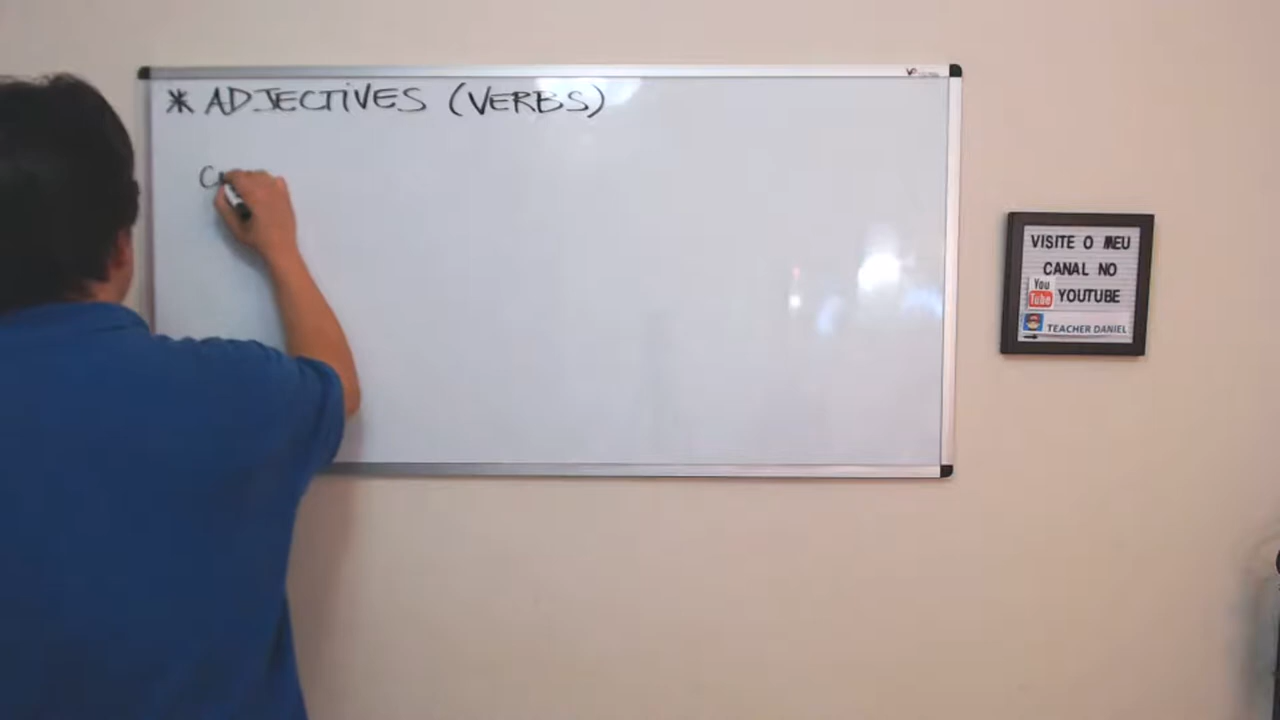 * ADJECTIVES (VERBS)
C
VISITE O MEU
CANAL NO
You
Tube YOUTUBE
TEACHER DANIEL